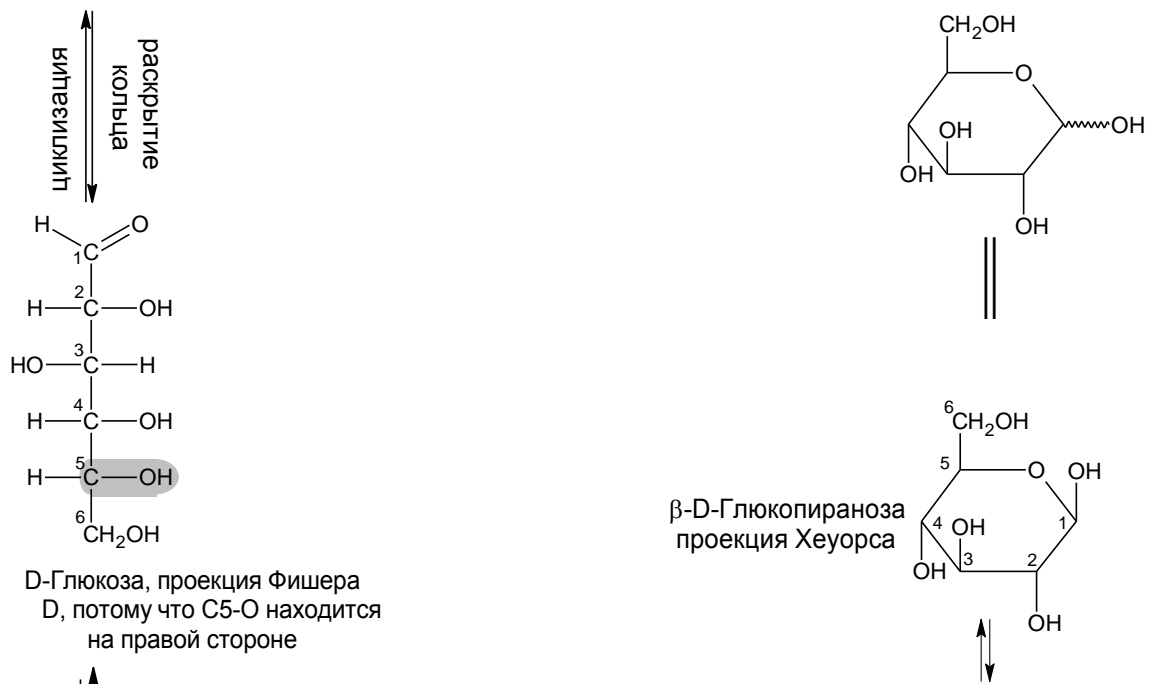 циклизация
раскрытие
кольца
H O
1 C
2
H C OH
3
HO C H
4
H C OH
5
H C OH
6
CH₂OH
D-Глюкоза, проекция Фишера
D, потому что C5-O находится
на правой стороне
CH₂OH
O
OH OH
OH
OH
6
CH₂OH
5 O OH
β-D-Глюкопираноза
проекция Хеуорса
4 OH 1
OH 3 2
OH